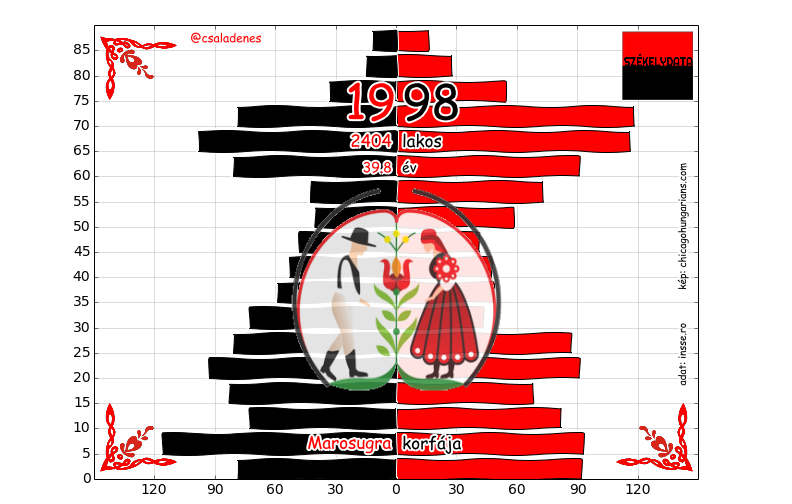 @csaladenes
SZÉKELYDATA
1998
2404 lakos
39.8 év
kép: chicagohungarians.com
adat: insse.ro
Marosugra korfája
85
80
75
70
65
60
55
50
45
40
35
30
25
20
15
10
5
0
120 90 60 30 0 30 60 90 120